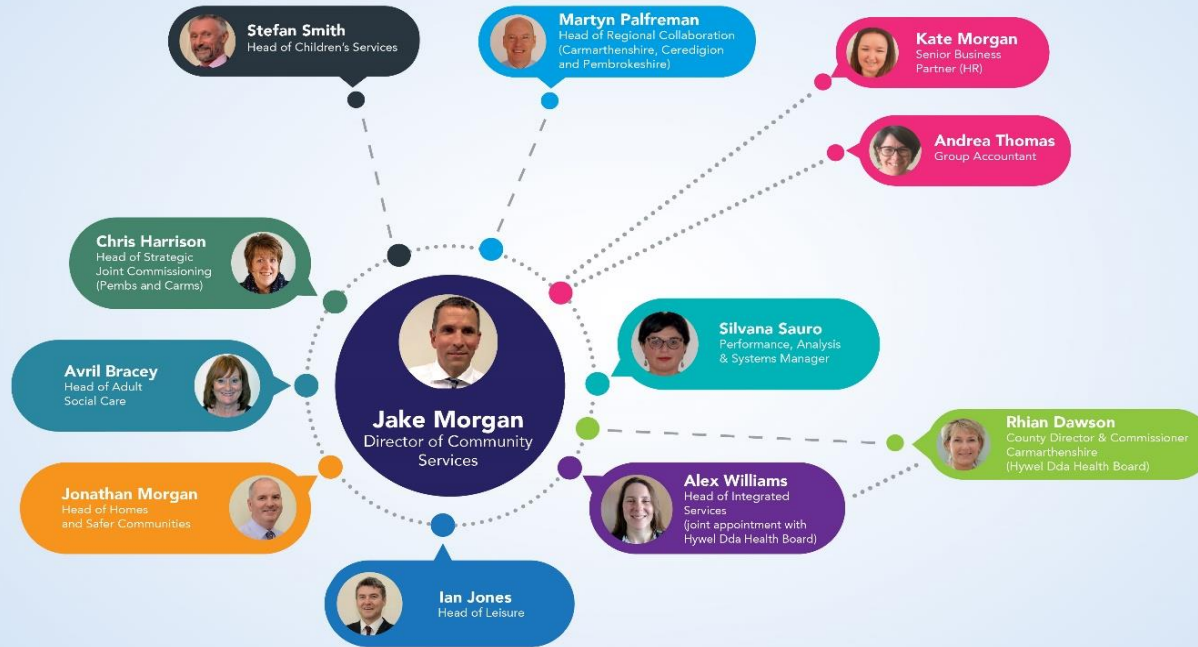 Stefan Smith
Head of Children's Services
Martyn Palfreman
Head of Regional Collaboration
(Carmarthenshire, Ceredigion
and Pembrokeshire)
Kate Morgan
Senior Business
Partner (HR)
Andrea Thomas
Group Accountant
Chris Harrison
Head of Strategic
Joint Commissioning
(Pembs and Carms)
Silvana Sauro
Performance, Analysis
& Systems Manager
Avril Bracey
Head of Adult
Social Care
Jake Morgan
Director of Community
Services
Rhian Dawson
County Director & Commissioner
Carmarthenshire
(Hywel Dda Health Board)
Jonathan Morgan
Head of Homes
and Safer Communities
Alex Williams
Head of Integrated
Services
(joint appointment with
Hywel Dda Health Board)
Ian Jones
Head of Leisure